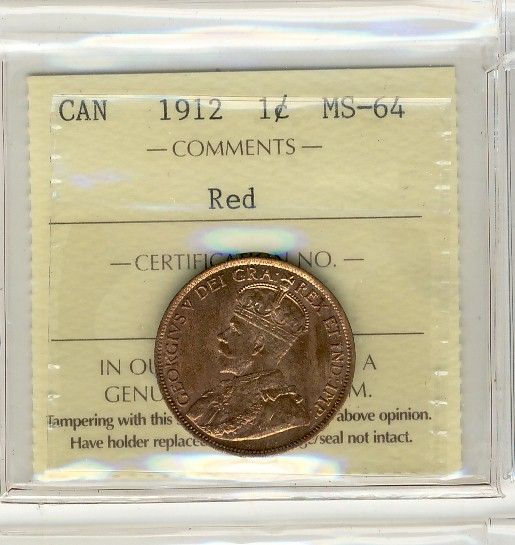 CAN 1912 1¢ MS-64
— COMMENTS —
Red
— CERTIFICATION NO. —
GEORGIVS V DEI GRA: REX ET IND: IMP:
IN OU A
GENU M.
Tampering with this above opinion.
Have holder replace /seal not intact.